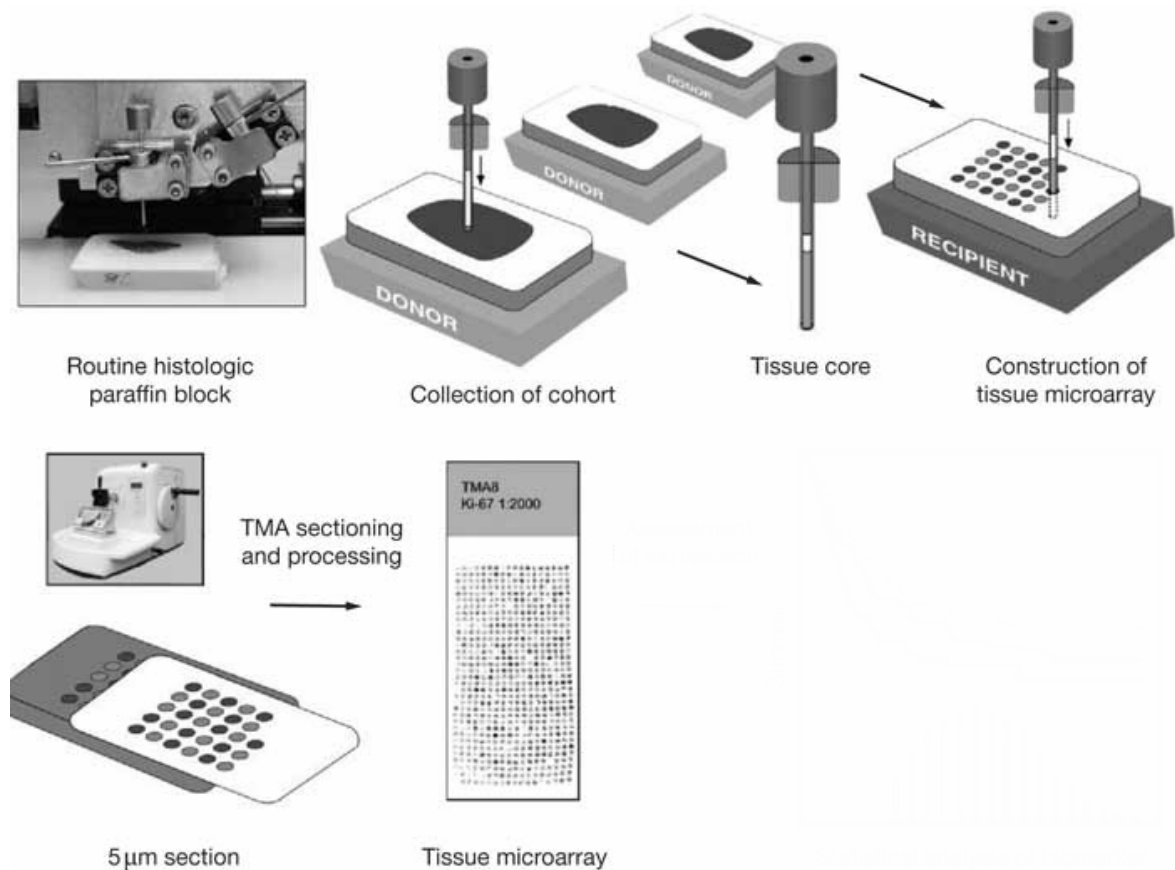 DONOR
DONOR
DONOR
RECIPIENT
Routine histologic
paraffin block
Collection of cohort
Tissue core
Construction of
tissue microarray
TMA8
Ki-67 1:2000
TMA sectioning
and processing
5 µm section
Tissue microarray